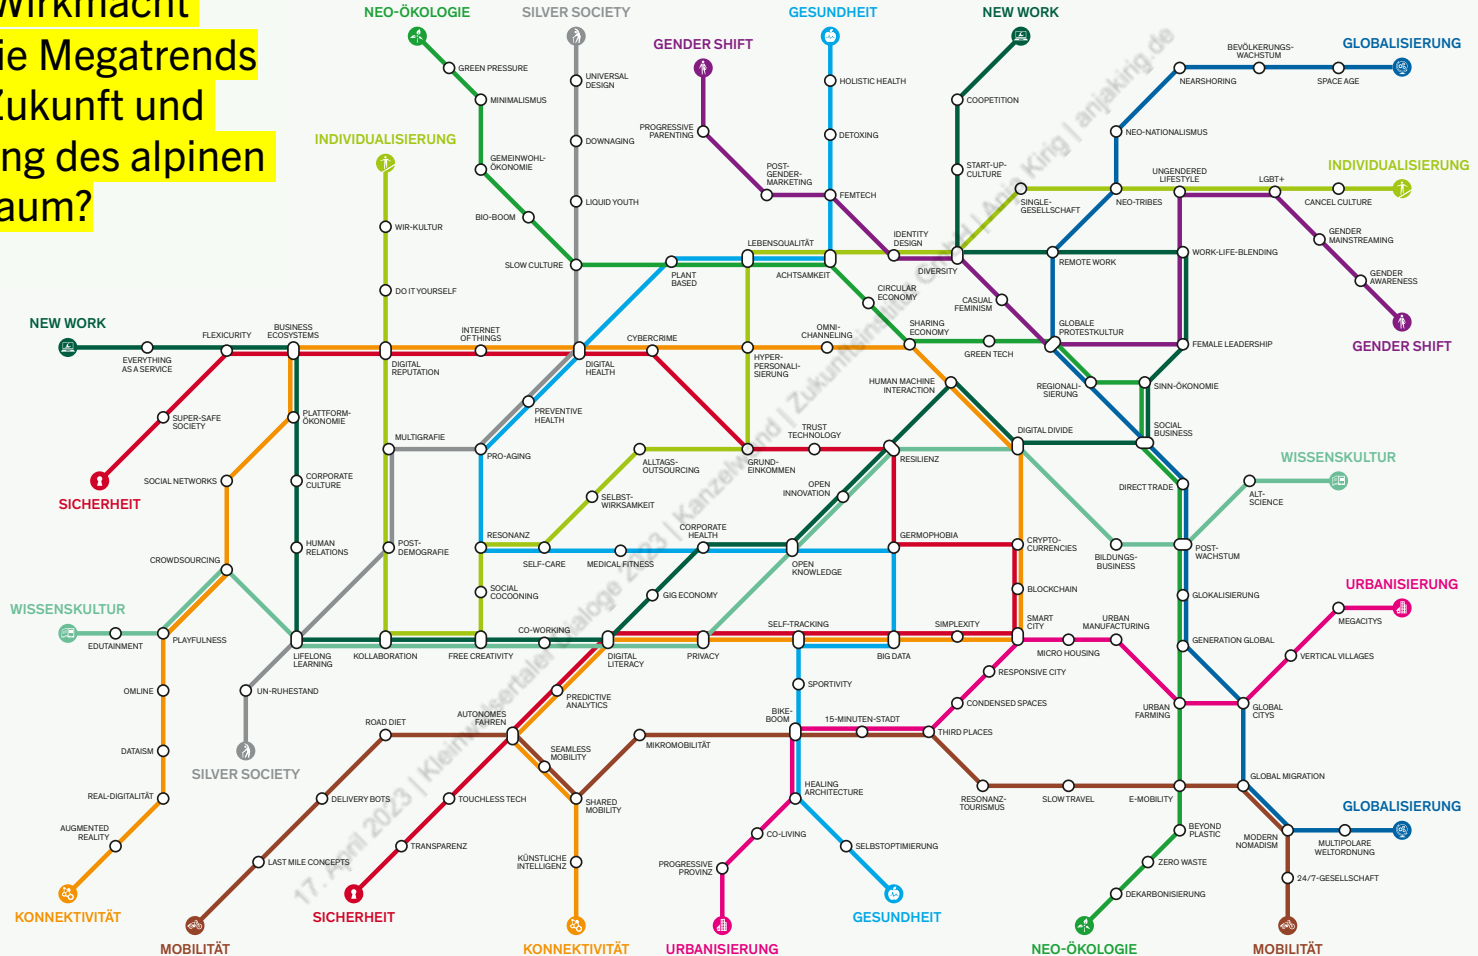 Wirkmacht
ie Megatrends
Zukunft und
ng des alpinen
aum?
NEO-ÖKOLOGIE
SILVER SOCIETY
GENDER SHIFT
GESUNDHEIT
NEW WORK
GLOBALISIERUNG
BEVÖLKERUNGS-
WACHSTUM
NEARSHORING
SPACE AGE
GREEN PRESSURE
UNIVERSAL
DESIGN
HOLISTIC HEALTH
MINIMALISMUS
COOPETITION
INDIVIDUALISIERUNG
DOWNAGING
PROGRESSIVE
PARENTING
DETOXING
NEO-NATIONALISMUS
GEMEINWOHL-
ÖKONOMIE
POST-
GENDER-
MARKETING
START-UP-
CULTURE
UNGENDERED
LIFESTYLE
LGBT+
INDIVIDUALISIERUNG
LIQUID YOUTH
FEMTECH
SINGLE-
GESELLSCHAFT
NEO-TRIBES
CANCEL CULTURE
BIO-BOOM
WIR-KULTUR
IDENTITY
DESIGN
GENDER
MAINSTREAMING
LEBENSQUALITÄT
SLOW CULTURE
PLANT
BASED
ACHTSAMKEIT
DIVERSITY
REMOTE WORK
WORK-LIFE-BLENDING
GENDER
AWARENESS
DO IT YOURSELF
CIRCULAR
ECONOMY
CASUAL
FEMINISM
NEW WORK
FLEXICURITY
BUSINESS
ECOSYSTEMS
INTERNET
OF THINGS
CYBERCRIME
OMNI-
CHANNELING
SHARING
ECONOMY
GLOBALE
PROTESTKULTUR
FEMALE LEADERSHIP
GENDER SHIFT
EVERYTHING
AS A SERVICE
DIGITAL
REPUTATION
DIGITAL
HEALTH
HYPER-
PERSONALI-
SIERUNG
GREEN TECH
HUMAN MACHINE
INTERACTION
REGIONALI-
SIERUNG
SINN-ÖKONOMIE
SUPER-SAFE
SOCIETY
PLATTFORM-
ÖKONOMIE
PREVENTIVE
HEALTH
MULTIGRAFIE
PRO-AGING
TRUST
TECHNOLOGY
DIGITAL DIVIDE
SOCIAL
BUSINESS
ALLTAGS-
OUTSOURCING
GRUND-
EINKOMMEN
RESILIENZ
WISSENSKULTUR
SICHERHEIT
SOCIAL NETWORKS
CORPORATE
CULTURE
SELBST-
WIRKSAMKEIT
OPEN
INNOVATION
DIRECT TRADE
ALT-
SCIENCE
CROWDSOURCING
HUMAN
RELATIONS
POST-
DEMOGRAFIE
RESONANZ
CORPORATE
HEALTH
GERMOPHOBIA
CRYPTO-
CURRENCIES
SELF-CARE
MEDICAL FITNESS
OPEN
KNOWLEDGE
BILDUNGS-
BUSINESS
POST-
WACHSTUM
SOCIAL
COCOONING
GIG ECONOMY
BLOCKCHAIN
GLOKALISIERUNG
URBANISIERUNG
WISSENSKULTUR
EDUTAINMENT
PLAYFULNESS
CO-WORKING
SELF-TRACKING
SIMPLEXITY
SMART
CITY
URBAN
MANUFACTURING
MEGACITYS
LIFELONG
LEARNING
KOLLABORATION
FREE CREATIVITY
DIGITAL
LITERACY
PRIVACY
BIG DATA
MICRO HOUSING
GENERATION GLOBAL
VERTICAL VILLAGES
RESPONSIVE CITY
OMLINE
UN-RUHESTAND
PREDICTIVE
ANALYTICS
SPORTIVITY
CONDENSED SPACES
URBAN
FARMING
GLOBAL
CITYS
ROAD DIET
AUTONOMES
FAHREN
BIKE-
BOOM
15-MINUTEN-STADT
THIRD PLACES
DATAISM
SEAMLESS
MOBILITY
MIKROMOBILITÄT
SILVER SOCIETY
REAL-DIGITALITÄT
DELIVERY BOTS
TOUCHLESS TECH
SHARED
MOBILITY
HEALING
ARCHITECTURE
RESONANZ-
TOURISMUS
SLOW TRAVEL
E-MOBILITY
GLOBAL MIGRATION
GLOBALISIERUNG
AUGMENTED
REALITY
TRANSPARENZ
CO-LIVING
SELBSTOPTIMIERUNG
BEYOND
PLASTIC
MODERN
NOMADISM
MULTIPOLARE
WELTORDNUNG
LAST MILE CONCEPTS
KÜNSTLICHE
INTELLIGENZ
PROGRESSIVE
PROVINZ
ZERO WASTE
24/7-GESELLSCHAFT
DEKARBONISIERUNG
KONNEKTIVITÄT
MOBILITÄT
SICHERHEIT
KONNEKTIVITÄT
URBANISIERUNG
GESUNDHEIT
NEO-ÖKOLOGIE
MOBILITÄT
17. April 2023 | Kleinwalsertaler Dialoge 2023 | Kanzelwand | Zukunftsinstitut GmbH | Anja Kirig | anjakirig.de